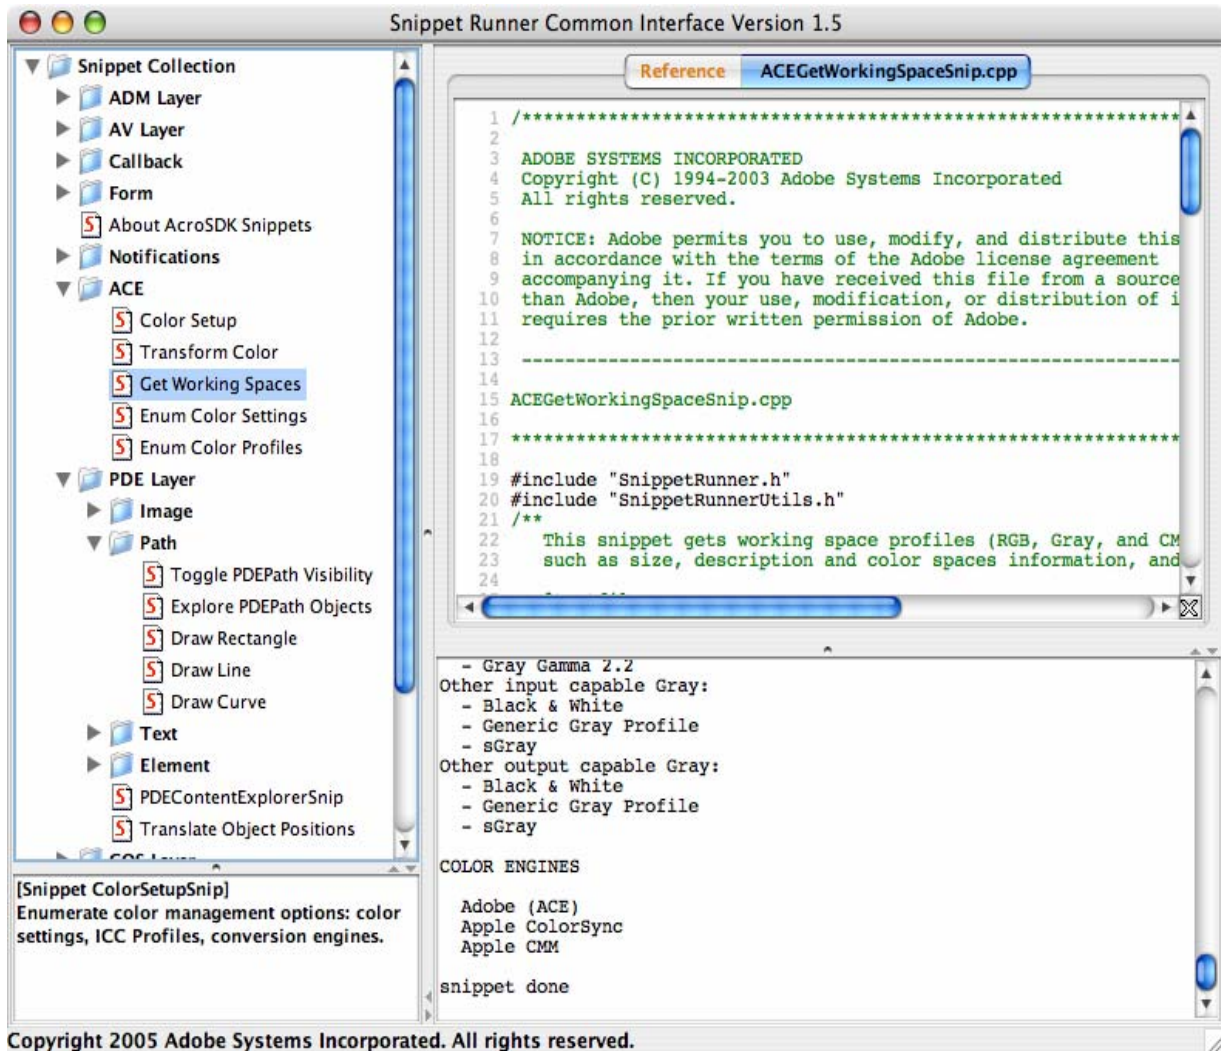 Snippet Runner Common Interface Version 1.5
Snippet Collection
ADM Layer
AV Layer
Callback
Form
About AcroSDK Snippets
Notifications
ACE
Color Setup
Transform Color
Get Working Spaces
Enum Color Settings
Enum Color Profiles
PDE Layer
Image
Path
Toggle PDEPath Visibility
Explore PDEPath Objects
Draw Rectangle
Draw Line
Draw Curve
Text
Element
PDEContentExplorerSnip
Translate Object Positions
[Snippet ColorSetupSnip]
Enumerate color management options: color
settings, ICC Profiles, conversion engines.
Reference ACEGetWorkingSpaceSnip.cpp
1 /**************************************************************
2
3 ADOBE SYSTEMS INCORPORATED
4 Copyright (C) 1994-2003 Adobe Systems Incorporated
5 All rights reserved.
6
7 NOTICE: Adobe permits you to use, modify, and distribute this
8 in accordance with the terms of the Adobe license agreement
9 accompanying it. If you have received this file from a source
10 than Adobe, then your use, modification, or distribution of i
11 requires the prior written permission of Adobe.
12
13 -------------------------------------------------------------
14
15 ACEGetWorkingSpaceSnip.cpp
16
17 **************************************************************
18
19 #include "SnippetRunner.h"
20 #include "SnippetRunnerUtils.h"
21 /**
22 This snippet gets working space profiles (RGB, Gray, and CM
23 such as size, description and color spaces information, and
24
- Gray Gamma 2.2
Other input capable Gray:
- Black & White
- Generic Gray Profile
- sGray
Other output capable Gray:
- Black & White
- Generic Gray Profile
- sGray
COLOR ENGINES
Adobe (ACE)
Apple ColorSync
Apple CMM
snippet done
Copyright 2005 Adobe Systems Incorporated. All rights reserved.